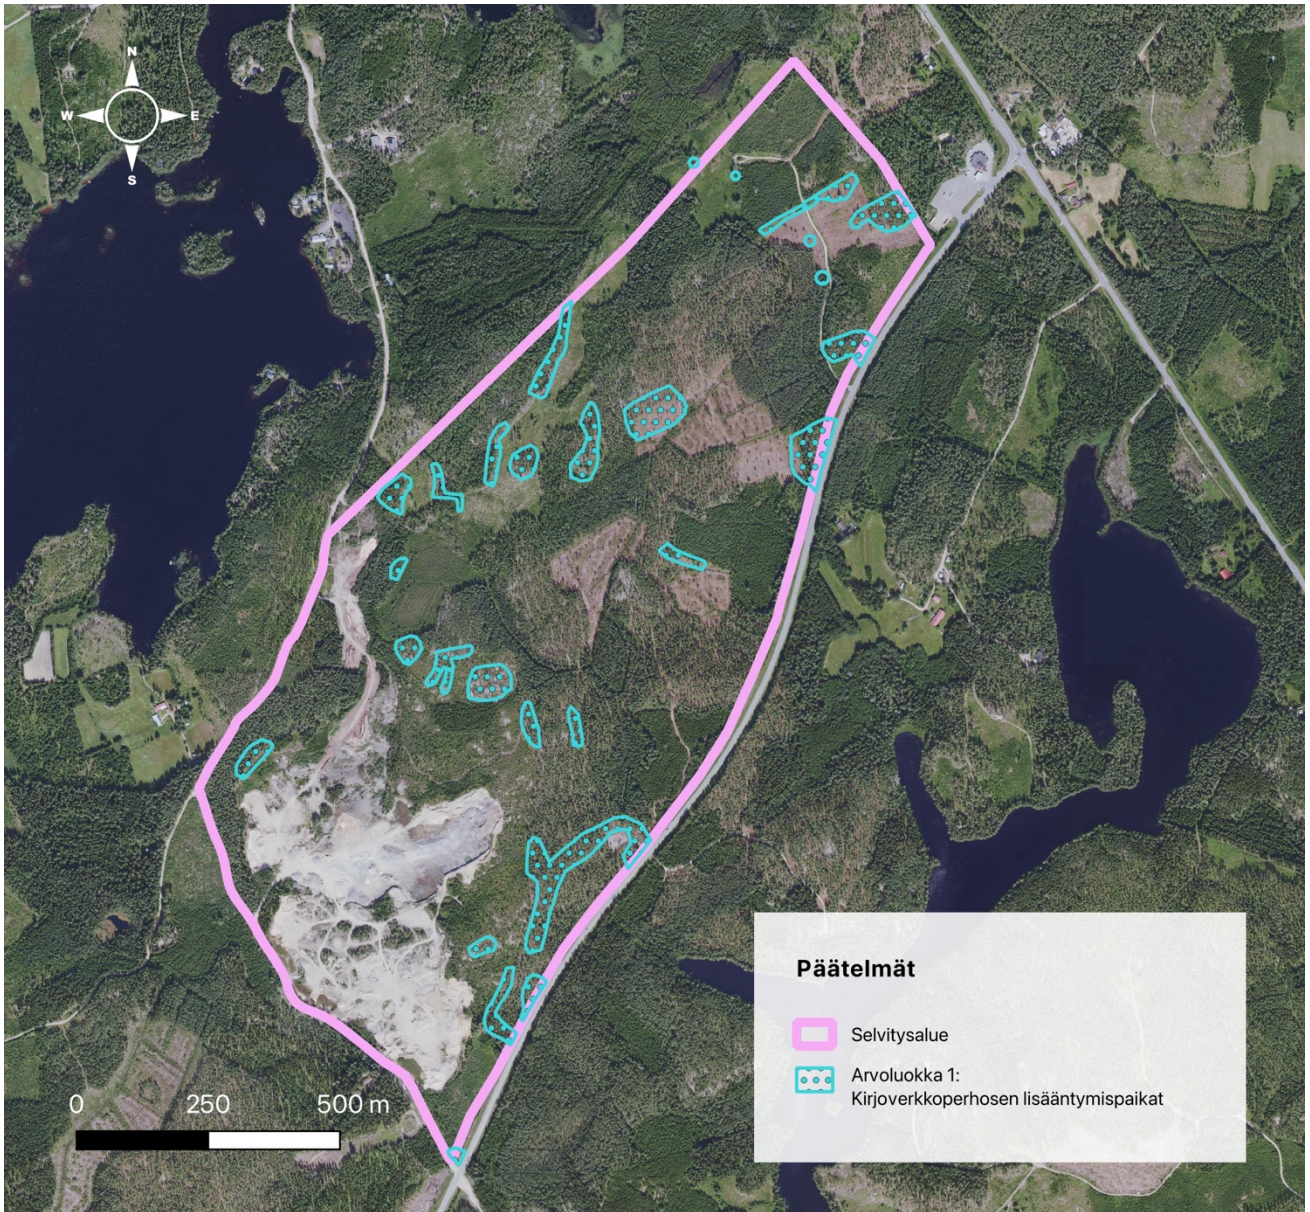 N
W E
S
Päätelmät
Selvitysalue
Arvoluokka 1:
Kirjoverkkoperhosen lisääntymispaikat
0 250 500 m